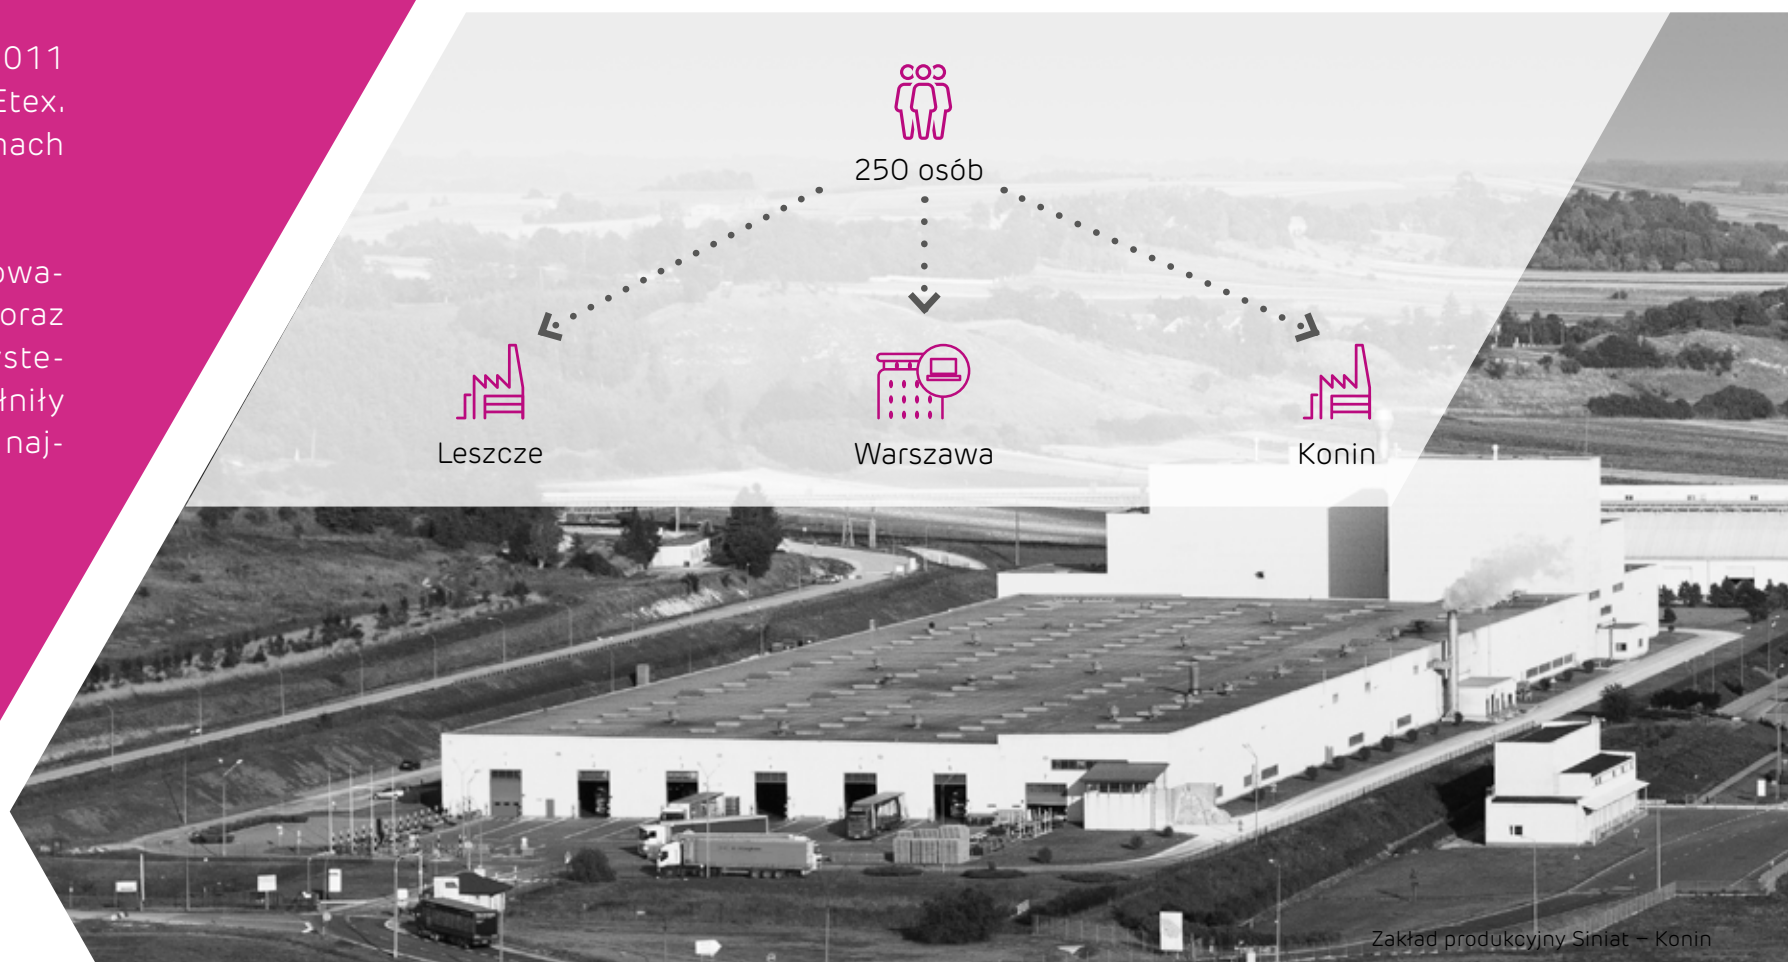 011
Etex.
nach
owa-
oraz
ste-
łniły
naj-
250 osób
Leszcze
Warszawa
Konin
Zakład produkcyjny Siniat – Konin